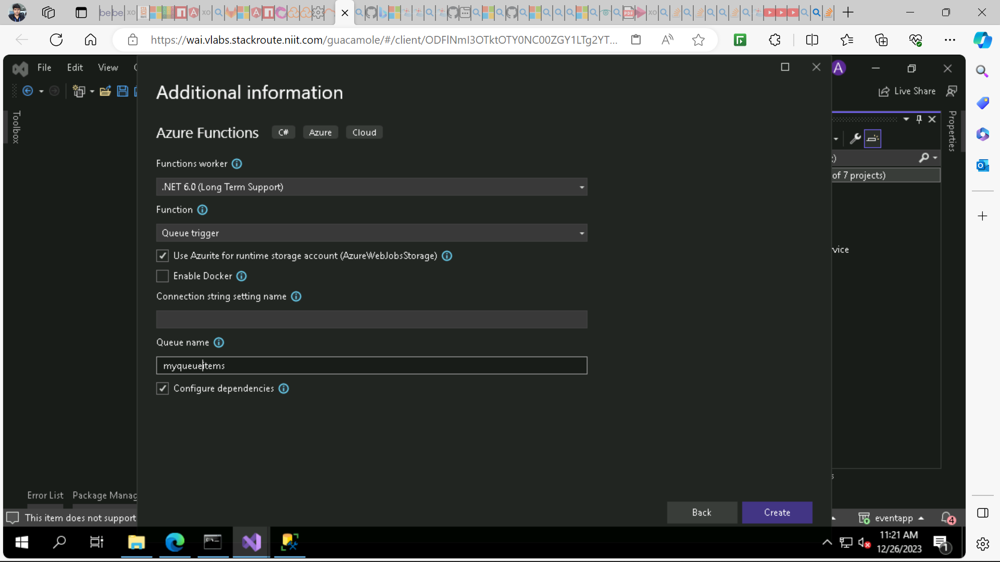 https://wai.vlabs.stackroute.niit.com/guacamole/#/client/ODFlNmI3OTktOTY0NC00ZGY1LTg2YT...
File Edit View
A
Live Share
Toolbox
Properties
Additional information
Azure Functions C# Azure Cloud
Functions worker
.NET 6.0 (Long Term Support)
of 7 projects)
Function
Queue trigger
Use Azurite for runtime storage account (AzureWebJobsStorage)
vice
Enable Docker
Connection string setting name
Queue name
myqueueitems
Configure dependencies
Error List Package Manag
Back Create
This item does not support
eventapp
4
11:21 AM
12/26/2023
1